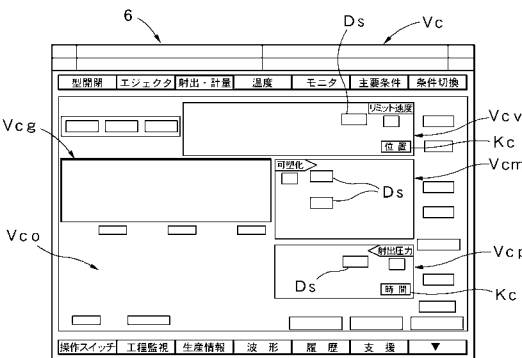 6 Ds Vc
型開閉 エジェクタ 射出・計量 温度 モニタ 主要条件 条件切換
リミット速度
Vcg Vcv
位置 Kc
可塑化 Vcm
Ds
Vco 射出圧力 Vcp
Ds
時間 Kc
操作スイッチ 工程監視 生産情報 波形 履歴 支援 ▼